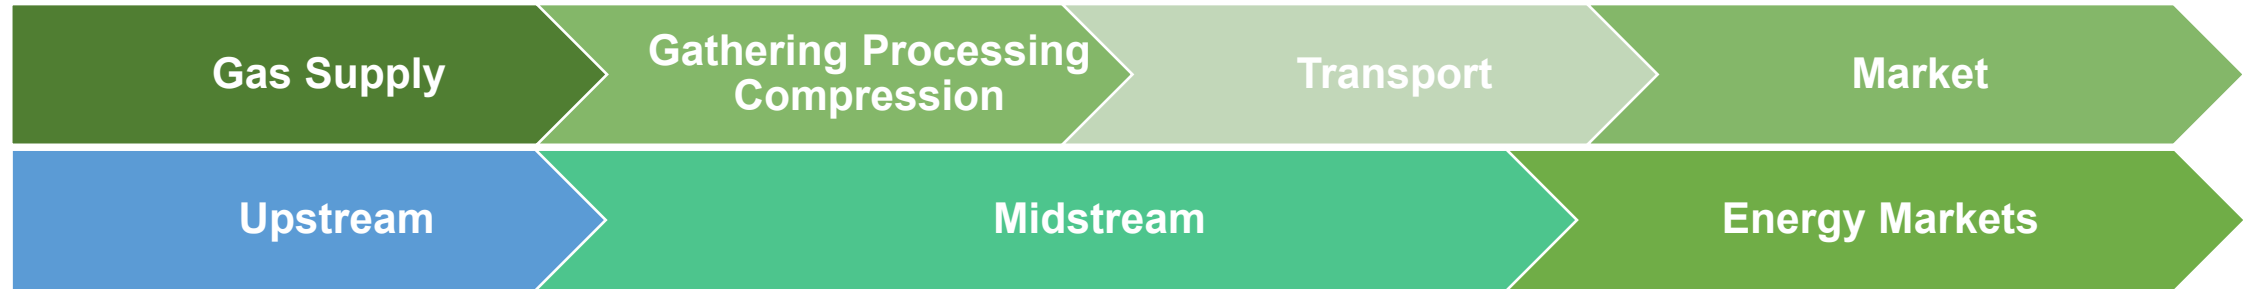 Gas Supply
Gathering Processing
Compression
Transport
Market
Upstream
Midstream
Energy Markets